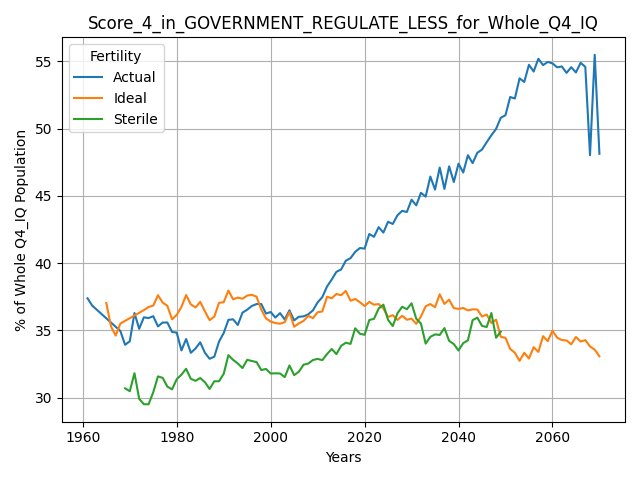 Score_4_in_GOVERNMENT_REGULATE_LESS_for_Whole_Q4_IQ
Fertility
Actual
Ideal
Sterile
% of Whole Q4_IQ Population
55
50
45
40
35
30
1960
1980
2000
2020
2040
2060
Years